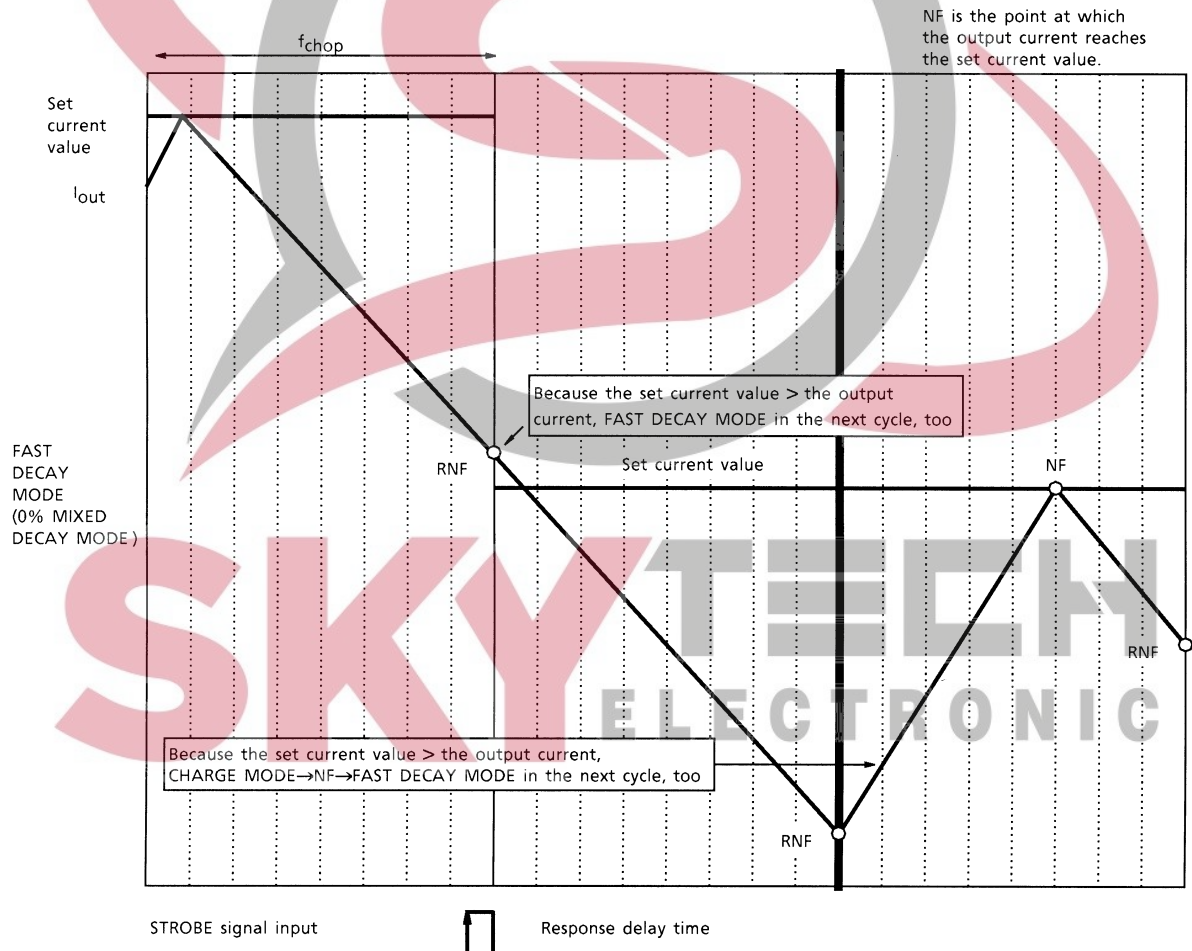 NF is the point at which
the output current reaches
the set current value.
fchop
Set
current
value
Iout
Because the set current value > the output
current, FAST DECAY MODE in the next cycle, too
FAST
DECAY
MODE
(0% MIXED
DECAY MODE)
RNF
Set current value
NF
RNF
SKYTECH
ELECTRONIC
Because the set current value > the output current,
CHARGE MODE→NF→FAST DECAY MODE in the next cycle, too
RNF
STROBE signal input
Response delay time